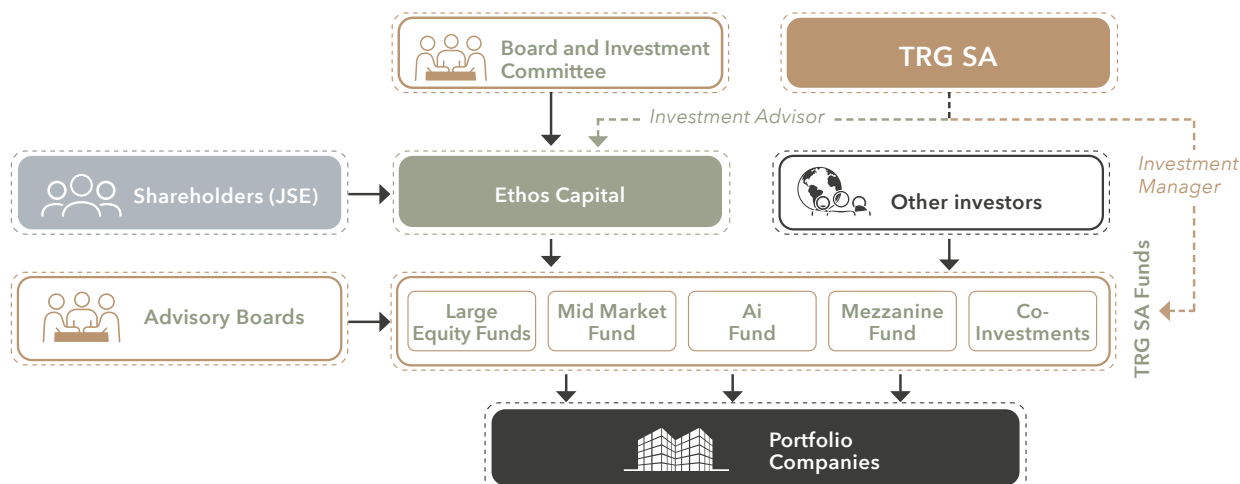 Board and Investment
Committee
TRG SA
Investment Advisor
Shareholders (JSE)
Ethos Capital
Other investors
Investment
Manager
Advisory Boards
Large
Equity Funds
Mid Market
Fund
Ai
Fund
Mezzanine
Fund
Co-
Investments
TRG SA Funds
Portfolio
Companies